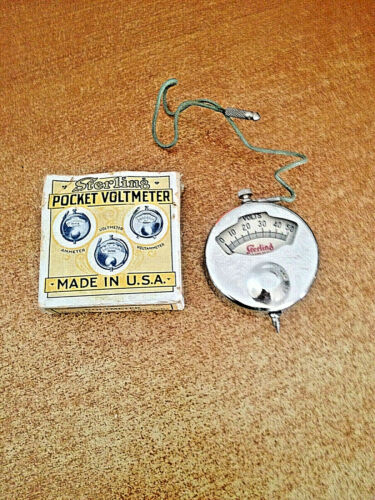 Sterling
POCKET VOLTMETER
VOLTMETER
AMMETER
VOLTAMMETER
MADE IN U.S.A.
VOLTS
0 10 20 30 40 50
Sterling